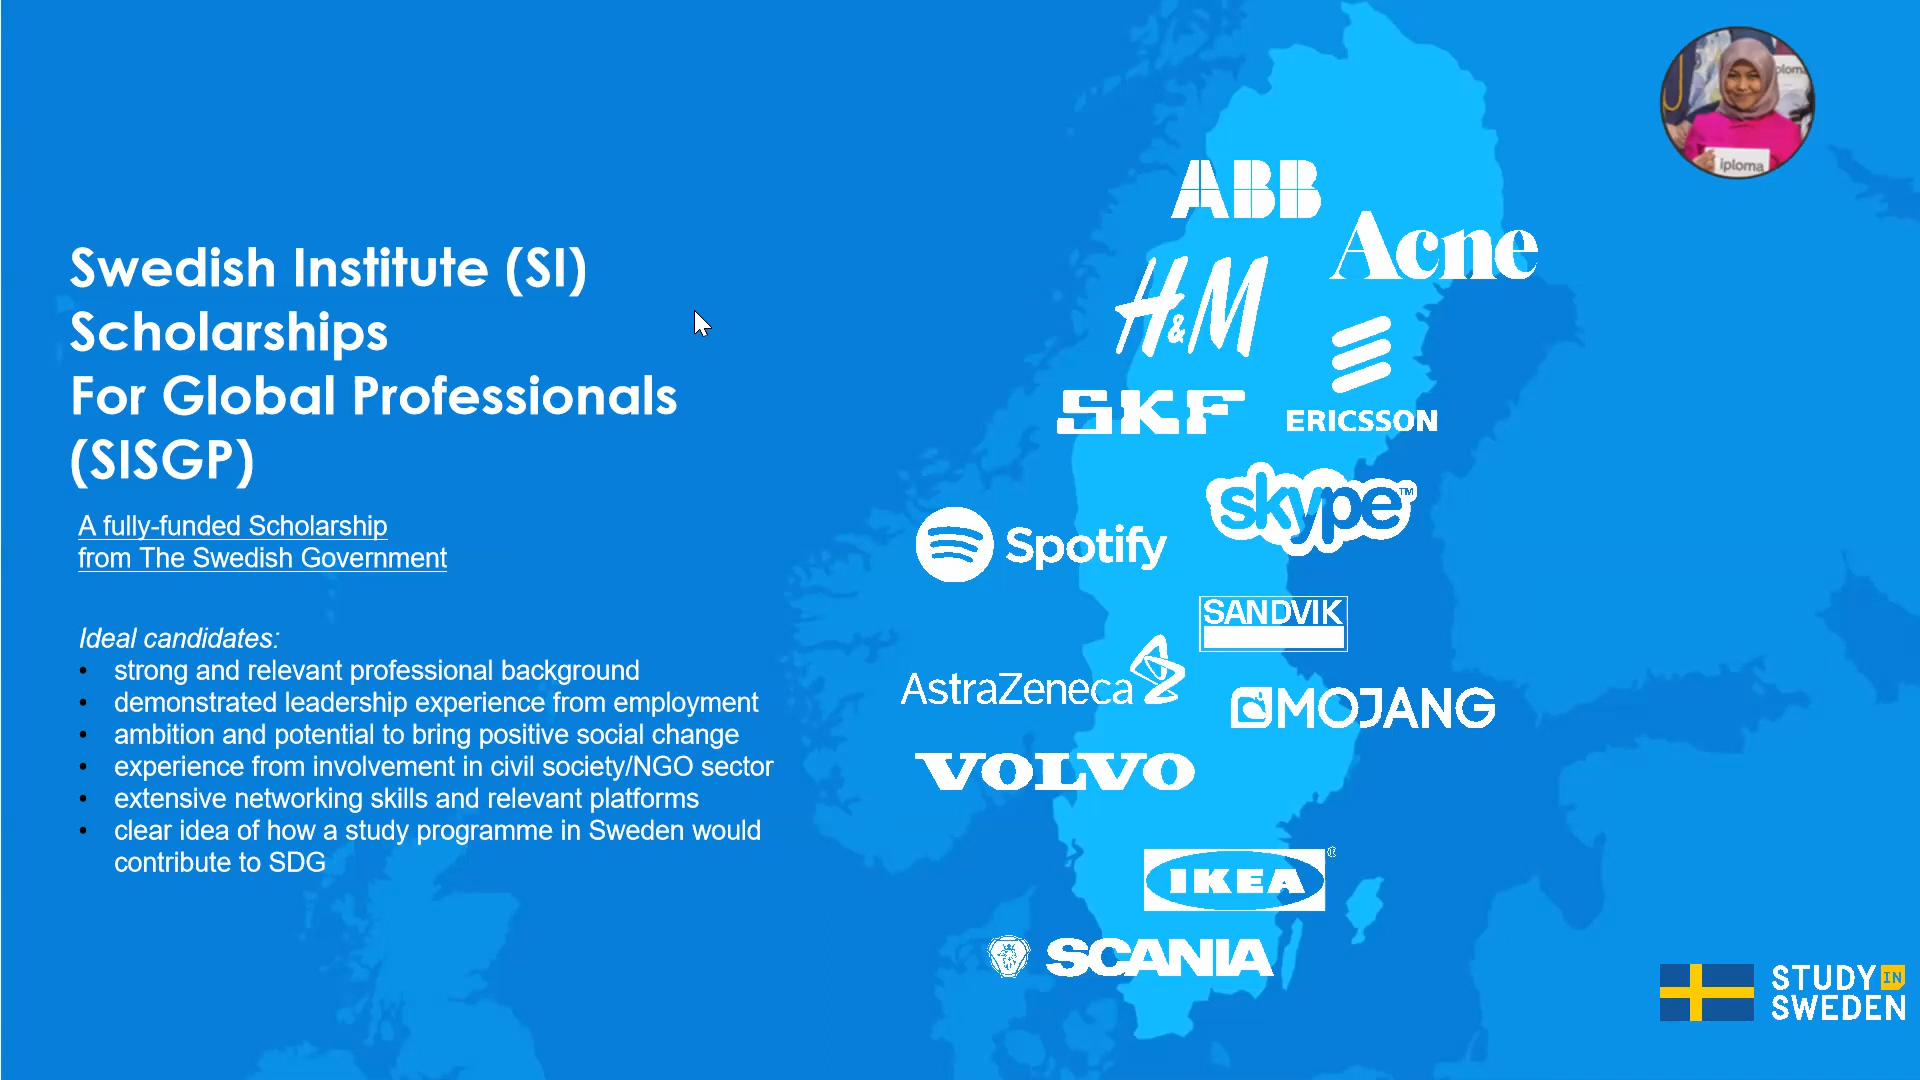 Swedish Institute (SI)
Scholarships
For Global Professionals
(SISGP)
A fully-funded Scholarship
from The Swedish Government
Ideal candidates:
• strong and relevant professional background
• demonstrated leadership experience from employment
• ambition and potential to bring positive social change
• experience from involvement in civil society/NGO sector
• extensive networking skills and relevant platforms
• clear idea of how a study programme in Sweden would
contribute to SDG
ABB
Acne
H&M
ERICSSON
SKF
skype™
Spotify
SANDVIK
AstraZeneca
MOJANG
VOLVO
IKEA®
SCANIA
plom
iploma
STUDY IN
SWEDEN